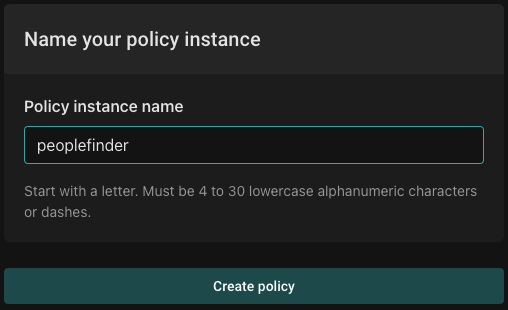 Name your policy instance
Policy instance name
peoplefinder
Start with a letter. Must be 4 to 30 lowercase alphanumeric characters
or dashes.
Create policy